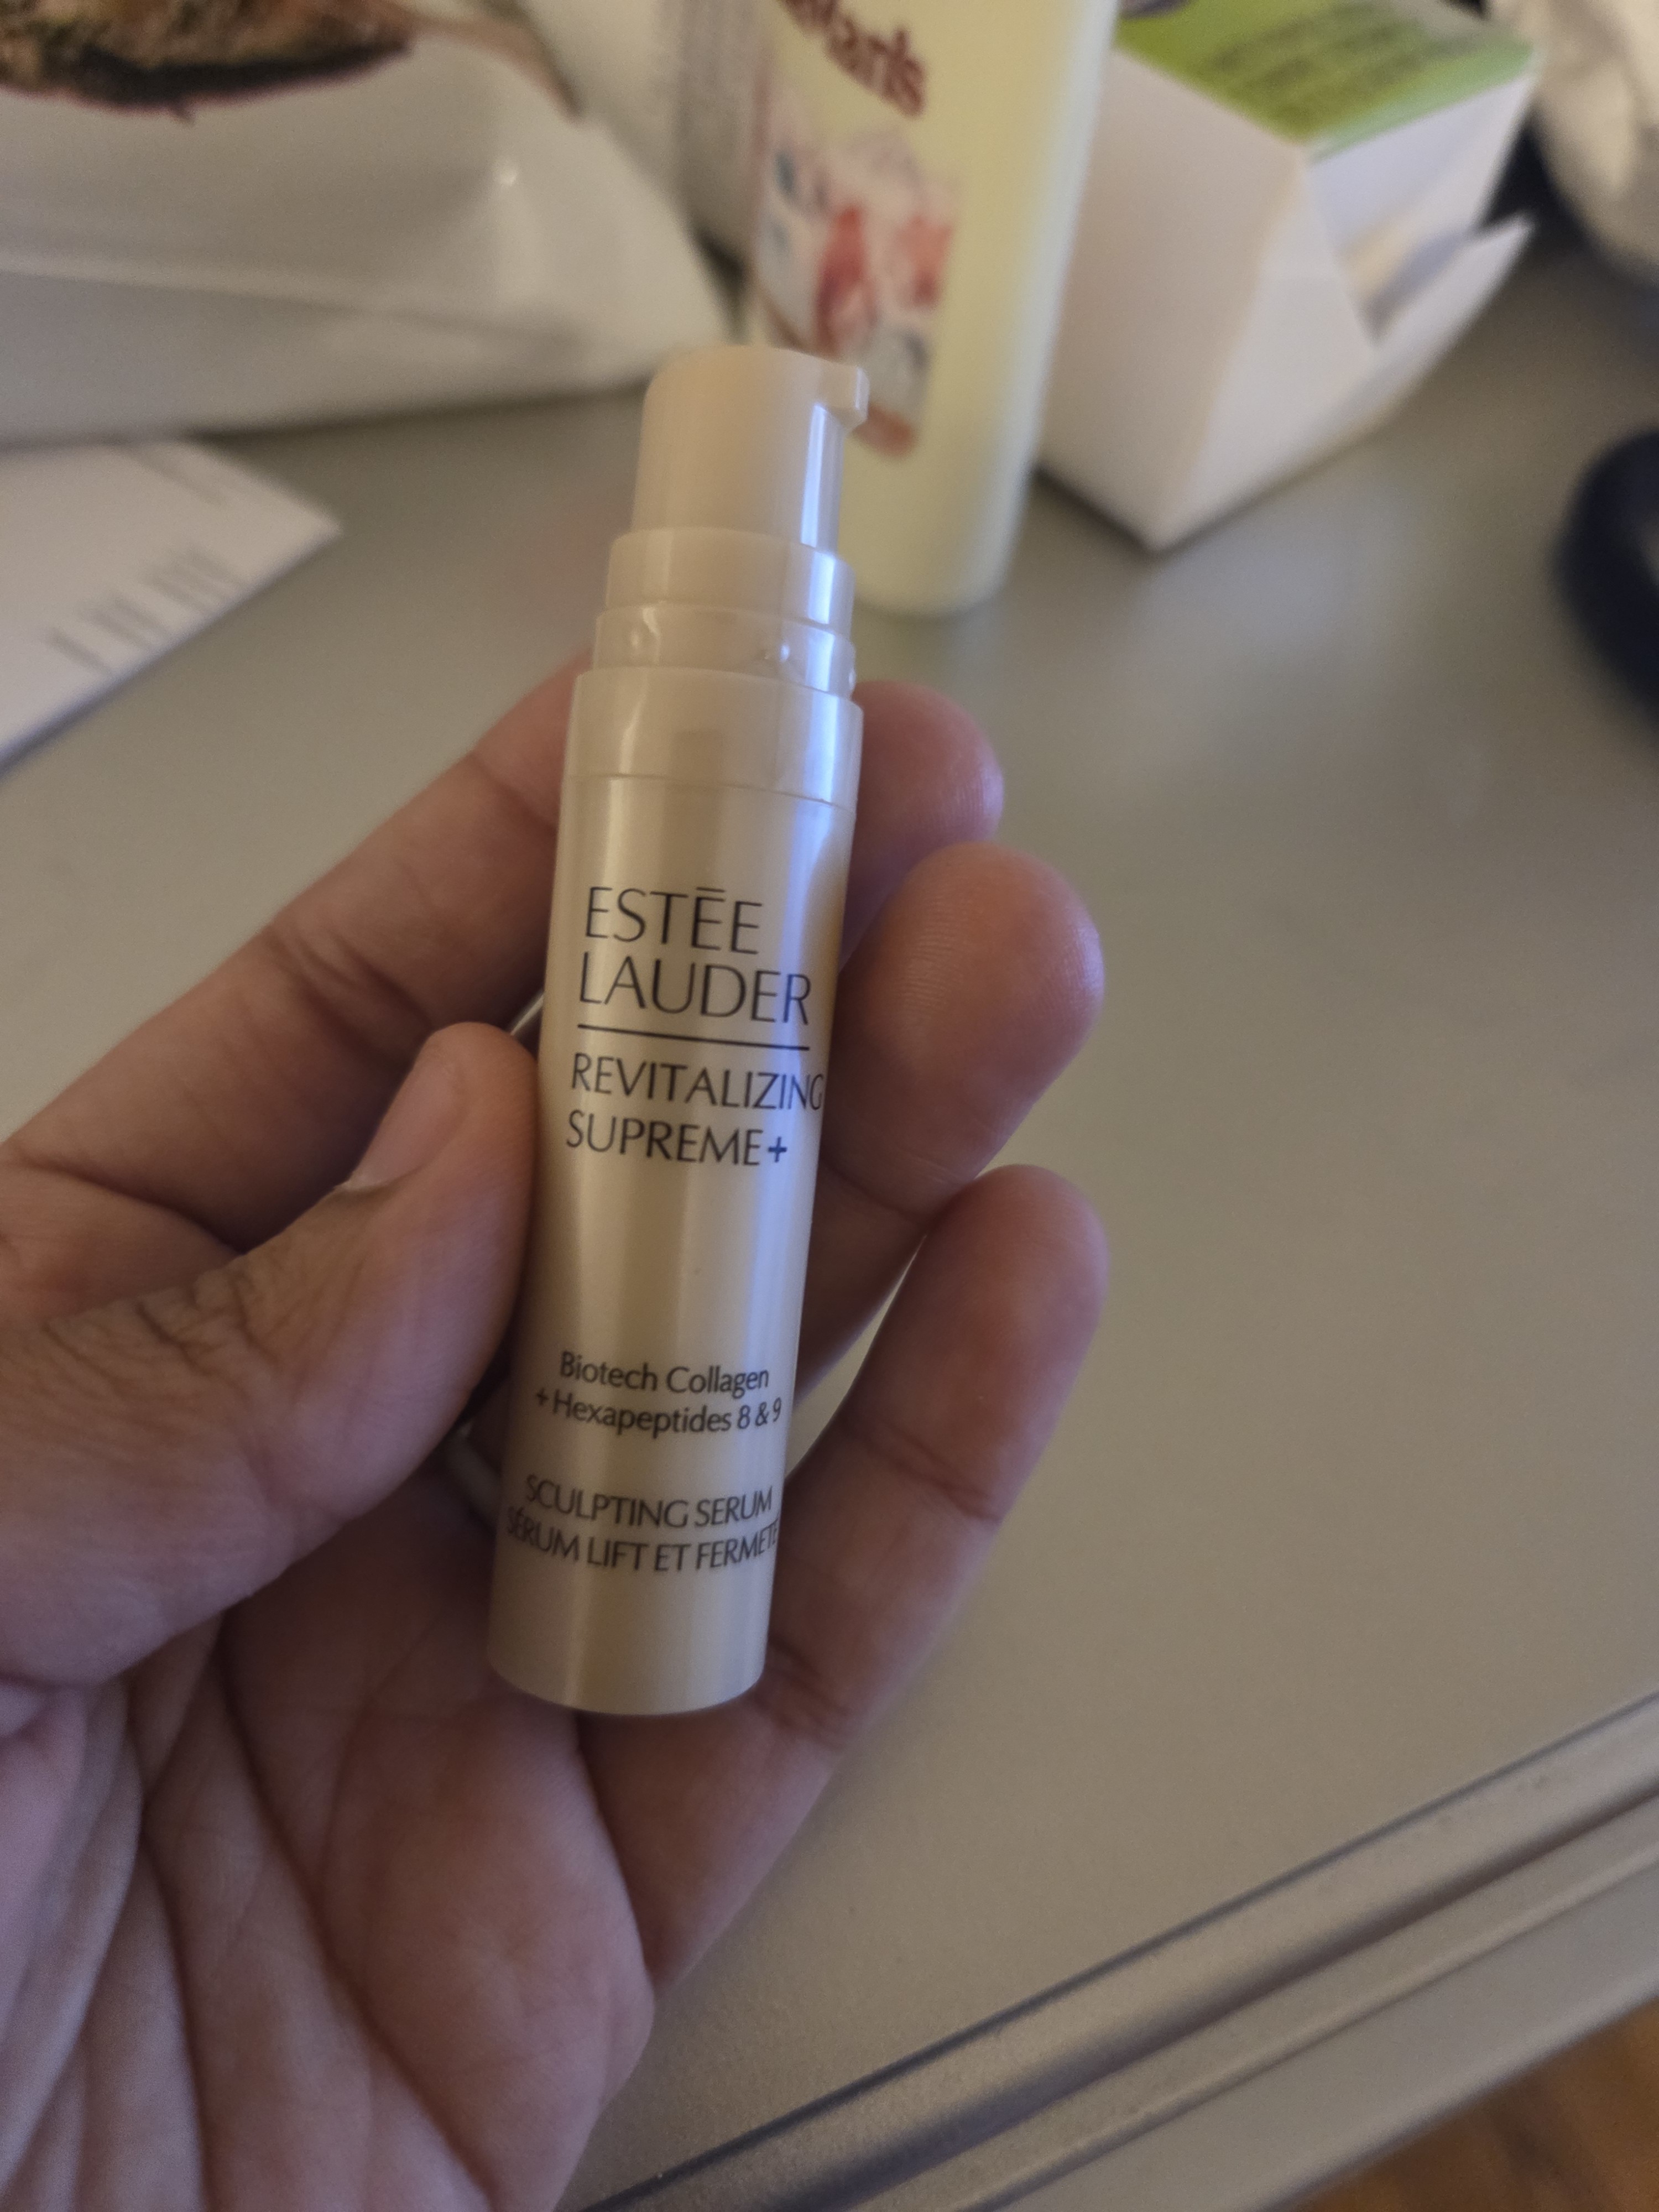 ESTĒE
LAUDER
REVITALIZING
SUPREME+
Biotech Collagen
+ Hexapeptides 8 & 9
SCULPTING SERUM
SÉRUM LIFT ET FERMETÉ